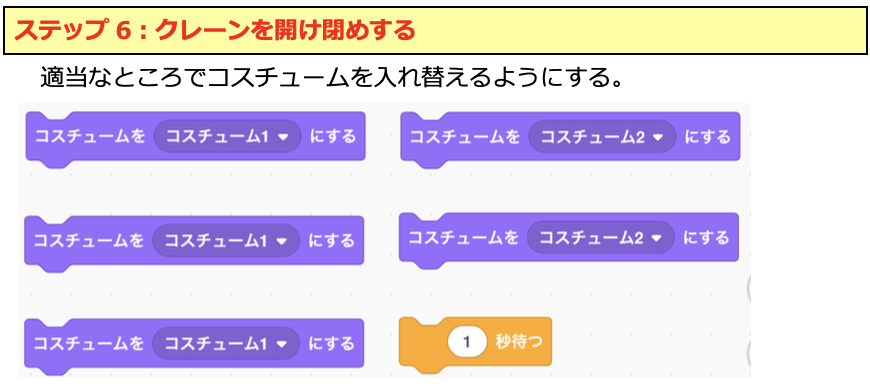 ステップ 6：クレーンを開け閉めする
適当なところでコスチュームを入れ替えるようにする。
コスチュームを コスチューム1 にする
コスチュームを コスチューム2 にする
コスチュームを コスチューム1 にする
コスチュームを コスチューム2 にする
コスチュームを コスチューム1 にする
1 秒待つ